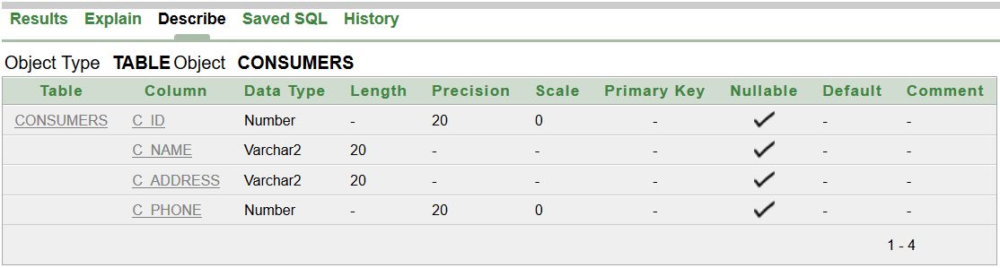 Results Explain Describe Saved SQL History
Object Type TABLE Object CONSUMERS
Table Column Data Type Length Precision Scale Primary Key Nullable Default Comment
CONSUMERS C_ID Number - 20 0 - ✓ - -
C_NAME Varchar2 20 - - - ✓ - -
C_ADDRESS Varchar2 20 - - - ✓ - -
C_PHONE Number - 20 0 - ✓ - -
1 - 4